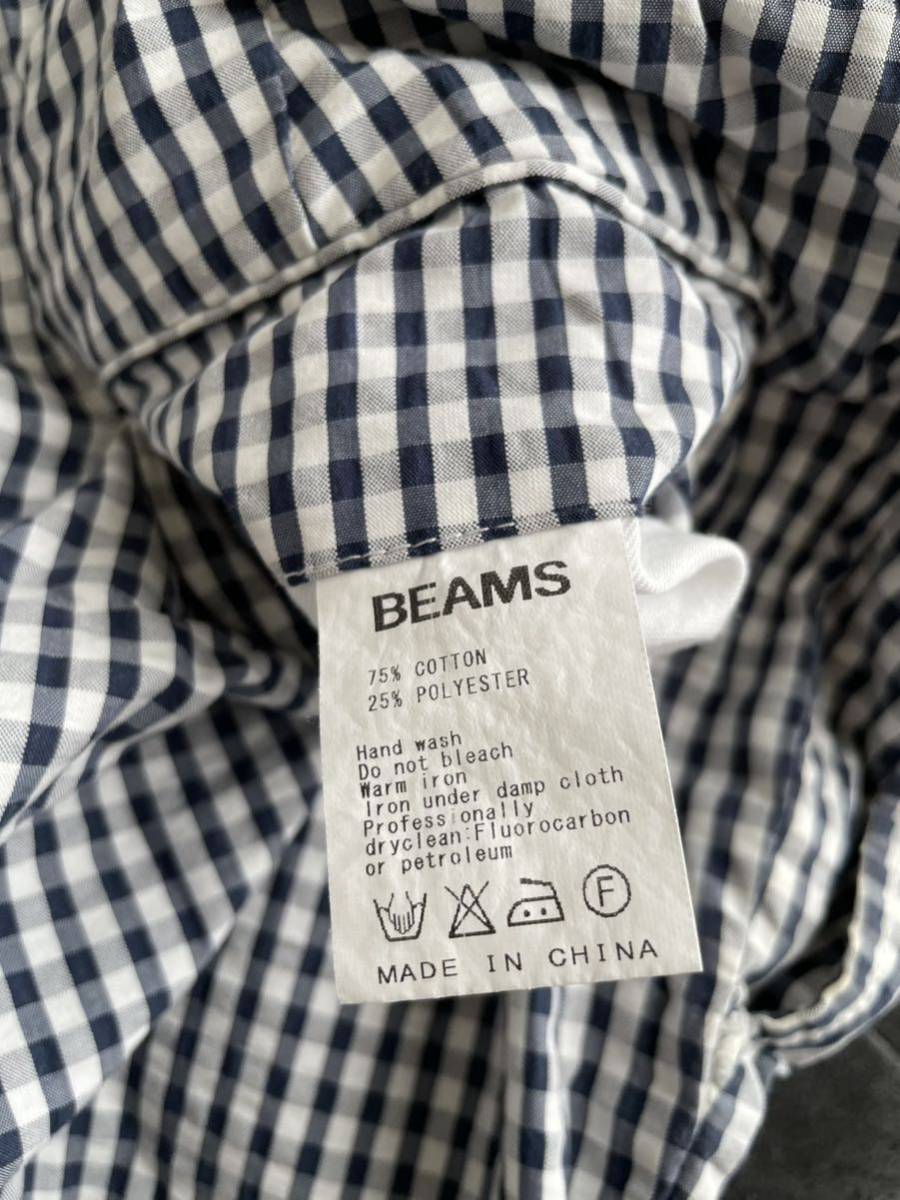 BEAMS
75% COTTON
25% POLYESTER
Hand wash
Do not bleach
Warm iron
Iron under damp cloth
Professionally
dryclean:Fluorocarbon
or petroleum
F
MADE IN CHINA